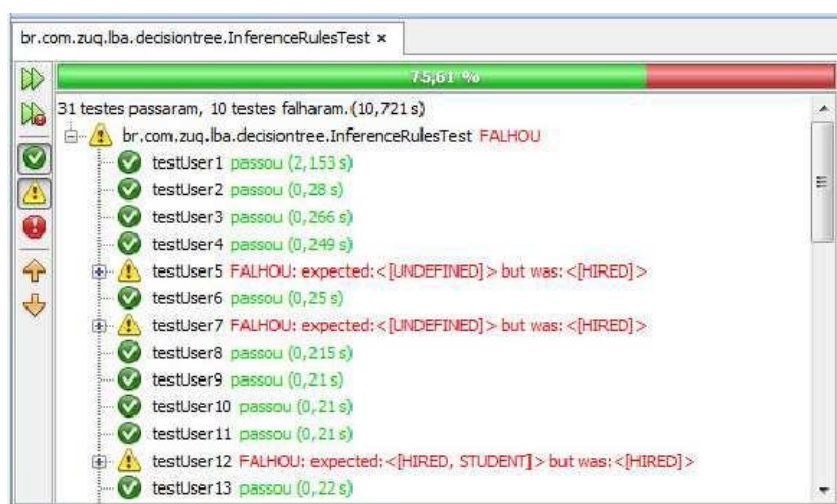 br.com.zuq.lba.decisiontree.InferenceRulesTest ×
75,61 %
31 testes passaram, 10 testes falharam.(10,721 s)
br.com.zuq.lba.decisiontree.InferenceRulesTest FALHOU
testUser1 passou (2,153 s)
testUser2 passou (0,28 s)
testUser3 passou (0,266 s)
testUser4 passou (0,249 s)
testUser5 FALHOU: expected:<[UNDEFINED]> but was:<[HIRED]>
testUser6 passou (0,25 s)
testUser7 FALHOU: expected:<[UNDEFINED]> but was:<[HIRED]>
testUser8 passou (0,215 s)
testUser9 passou (0,21 s)
testUser10 passou (0,21 s)
testUser11 passou (0,21 s)
testUser12 FALHOU: expected:<[HIRED, STUDENT]> but was:<[HIRED]>
testUser13 passou (0,22 s)